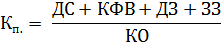 Кп. = ДС + КФВ + ДЗ + ЗЗ
КО